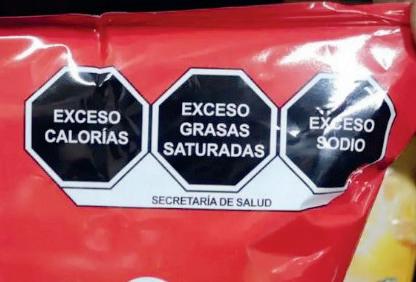 EXCESO
CALORÍAS
EXCESO
GRASAS
SATURADAS
EXCESO
SODIO
SECRETARÍA DE SALUD